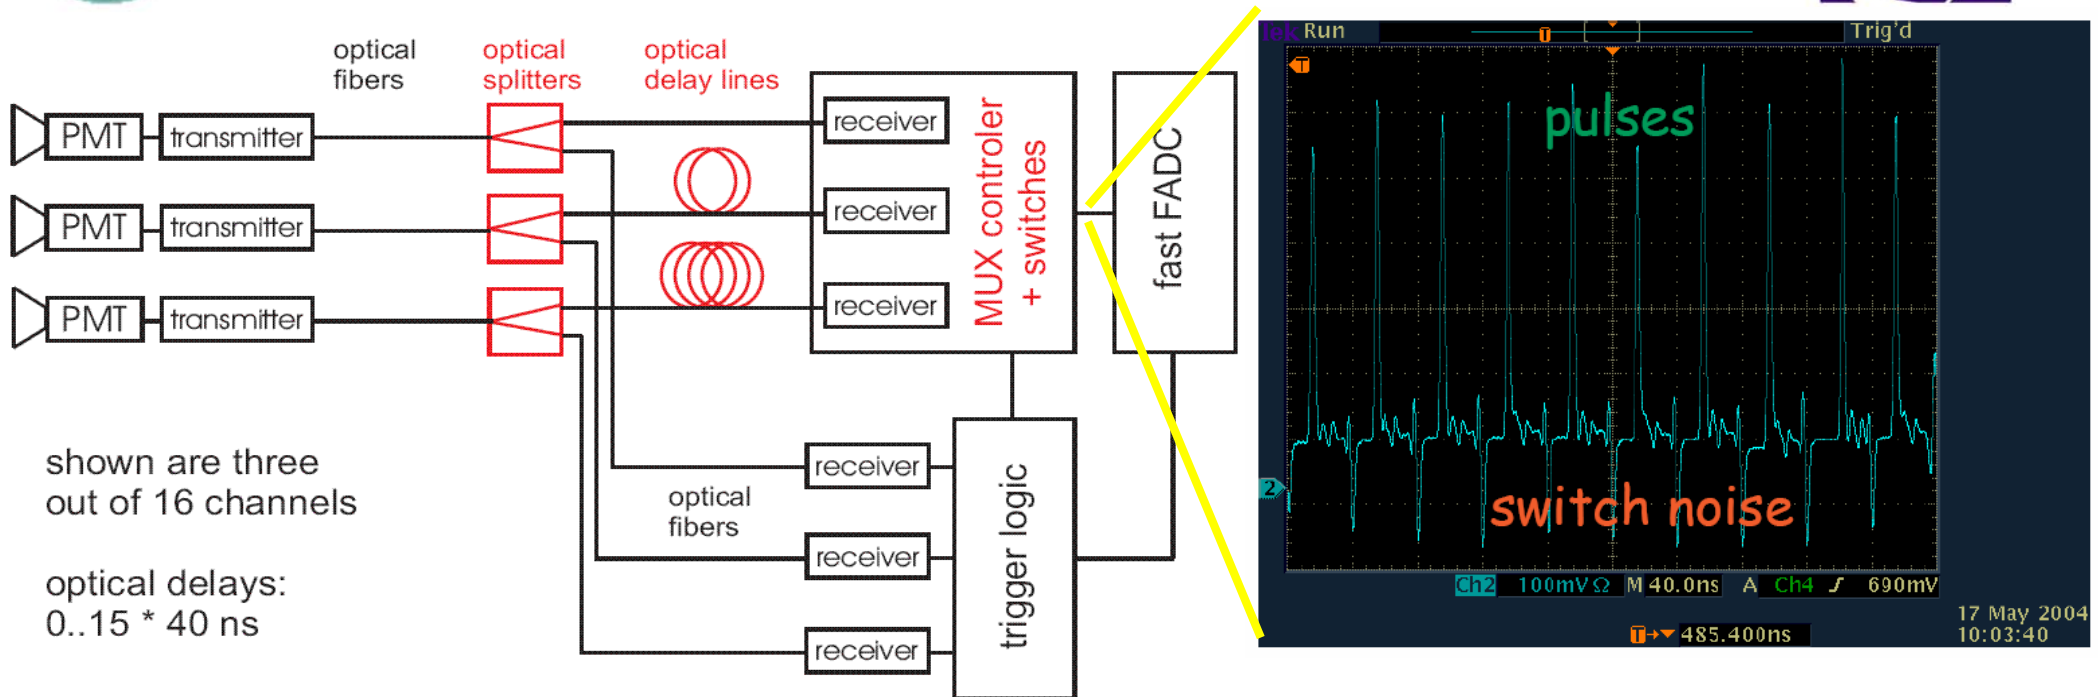 optical
fibers
optical
splitters
optical
delay lines
PMT
transmitter
receiver
PMT
transmitter
receiver
PMT
transmitter
receiver
MUX controler
+ switches
fast FADC
shown are three
out of 16 channels
optical delays:
0..15 * 40 ns
optical
fibers
receiver
receiver
receiver
trigger logic
Tek Run
T
Trig'd
T
pulses
2
switch noise
Ch2 100mVΩ M 40.0ns A Ch4 ƒ 690mV
T→▼ 485.400ns
17 May 2004
10:03:40